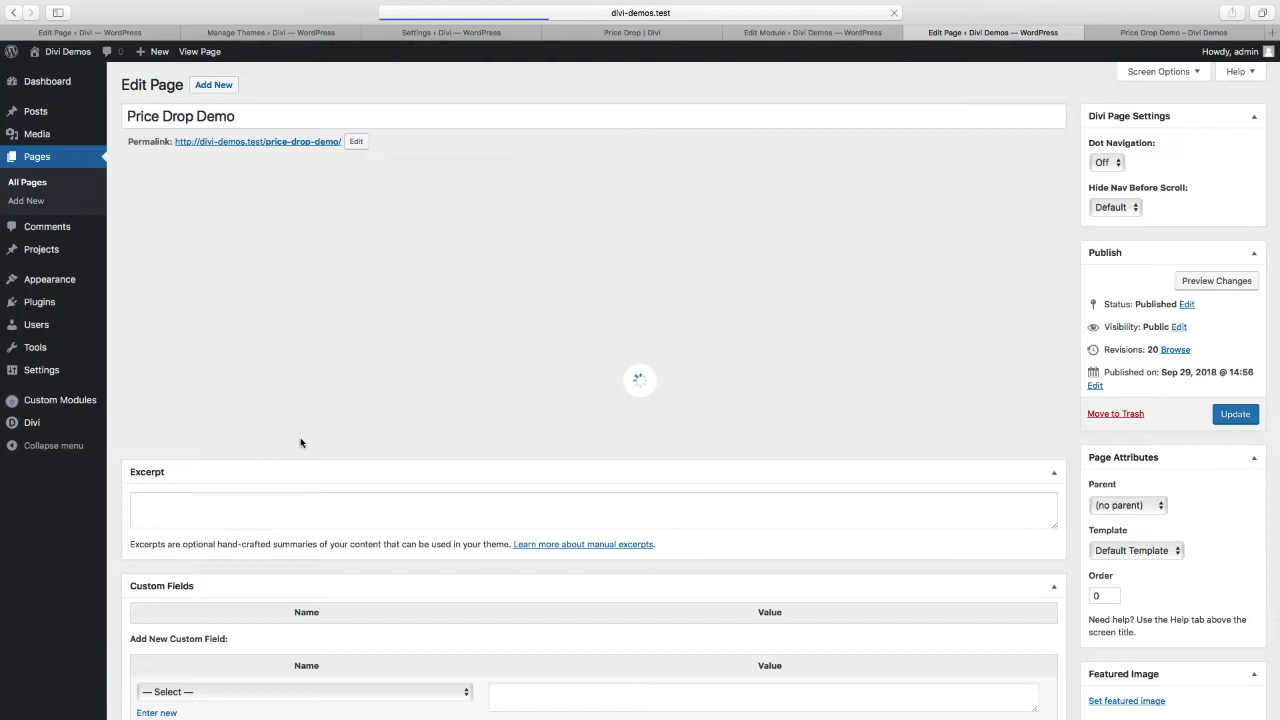 divi-demos.test
Edit Page ‹ Divi — WordPress
Manage Themes ‹ Divi — WordPress
Settings ‹ Divi — WordPress
Price Drop | Divi
Edit Module ‹ Divi Demos — WordPress
Edit Page ‹ Divi Demos — WordPress
Price Drop Demo – Divi Demos
Divi Demos
0
New
View Page
Howdy, admin
Screen Options
Help
Dashboard
Posts
Media
Pages
All Pages
Add New
Comments
Projects
Appearance
Plugins
Users
Tools
Settings
Custom Modules
Divi
Collapse menu
Edit Page
Add New
Price Drop Demo
Permalink: http://divi-demos.test/price-drop-demo/ Edit
Excerpt
Excerpts are optional hand-crafted summaries of your content that can be used in your theme. Learn more about manual excerpts.
Custom Fields
Name
Value
Add New Custom Field:
Name
Value
— Select —
Enter new
Divi Page Settings
Dot Navigation:
Off
Hide Nav Before Scroll:
Default
Publish
Preview Changes
Status: Published Edit
Visibility: Public Edit
Revisions: 20 Browse
Published on: Sep 29, 2018 @ 14:56
Edit
Move to Trash
Update
Page Attributes
Parent
(no parent)
Template
Default Template
Order
0
Need help? Use the Help tab above the
screen title.
Featured Image
Set featured image